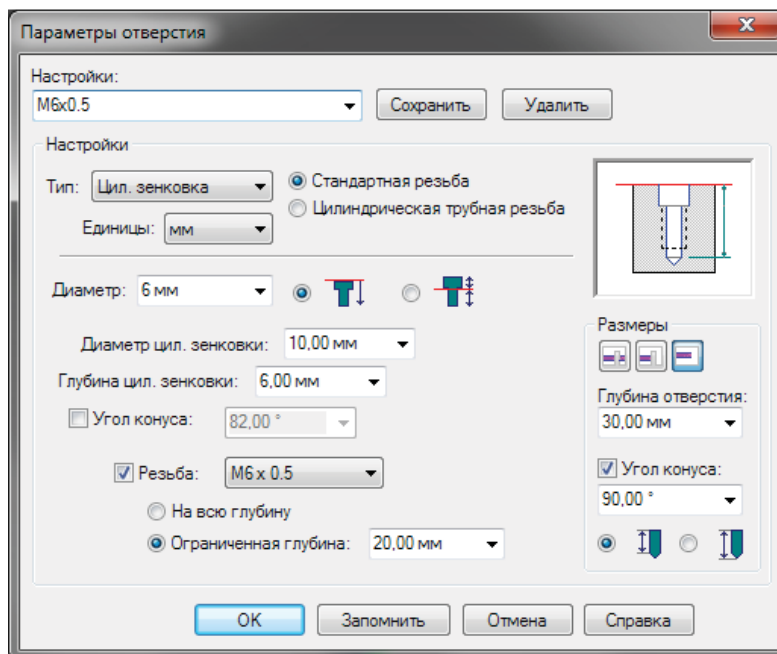 Параметры отверстия
Настройки:
M6x0.5
Сохранить
Удалить
Настройки
Тип: Цил. зенковка
Стандартная резьба
Цилиндрическая трубная резьба
Единицы: мм
Диаметр: 6 мм
Диаметр цил. зенковки: 10,00 мм
Глубина цил. зенковки: 6,00 мм
Угол конуса: 82,00 °
Резьба: M6 x 0.5
На всю глубину
Ограниченная глубина: 20,00 мм
Размеры
Глубина отверстия:
30,00 мм
Угол конуса:
90,00 °
OK
Запомнить
Отмена
Справка